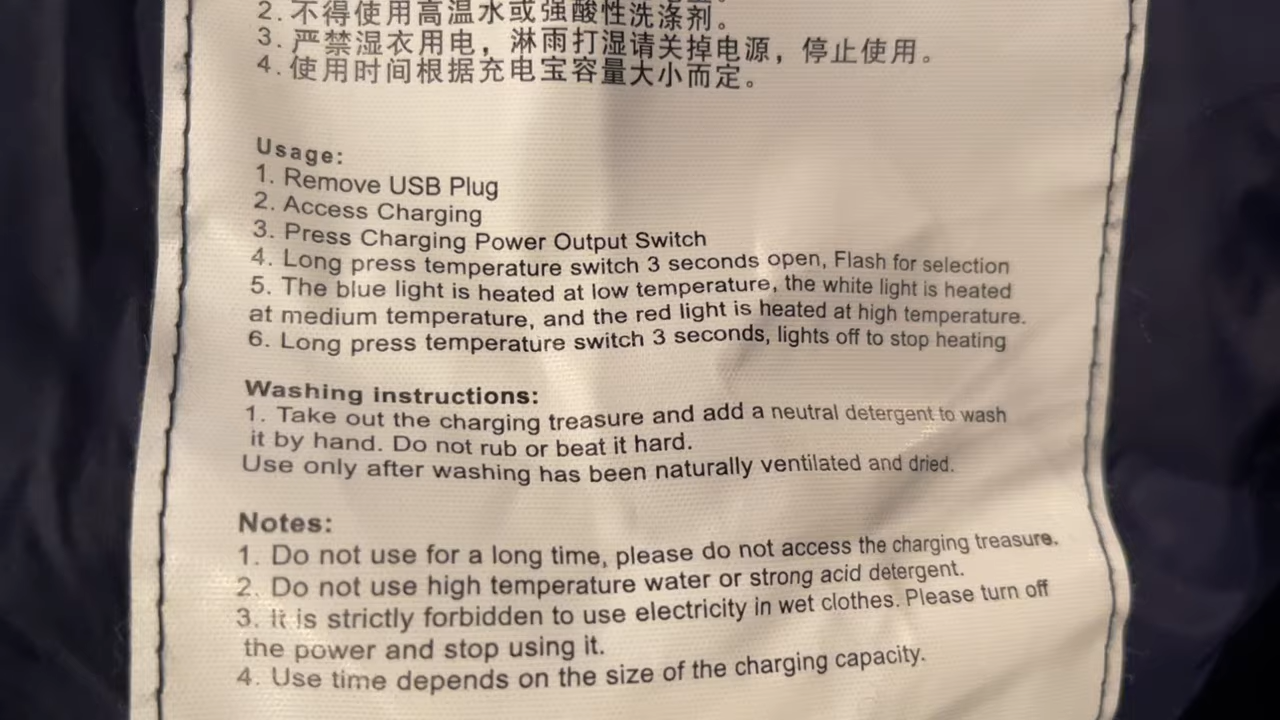 2.不得使用高温水或强酸性洗涤剂。
3.严禁湿衣用电，淋雨打湿请关掉电源，停止使用。
4.使用时间根据充电宝容量大小而定。
Usage:
1. Remove USB Plug
2. Access Charging
3. Press Charging Power Output Switch
4. Long press temperature switch 3 seconds open, Flash for selection
5. The blue light is heated at low temperature, the white light is heated
at medium temperature, and the red light is heated at high temperature.
6. Long press temperature switch 3 seconds, lights off to stop heating
Washing instructions:
1. Take out the charging treasure and add a neutral detergent to wash
it by hand. Do not rub or beat it hard.
Use only after washing has been naturally ventilated and dried.
Notes:
1. Do not use for a long time, please do not access the charging treasure.
2. Do not use high temperature water or strong acid detergent.
3. It is strictly forbidden to use electricity in wet clothes. Please turn off
the power and stop using it.
4. Use time depends on the size of the charging capacity.